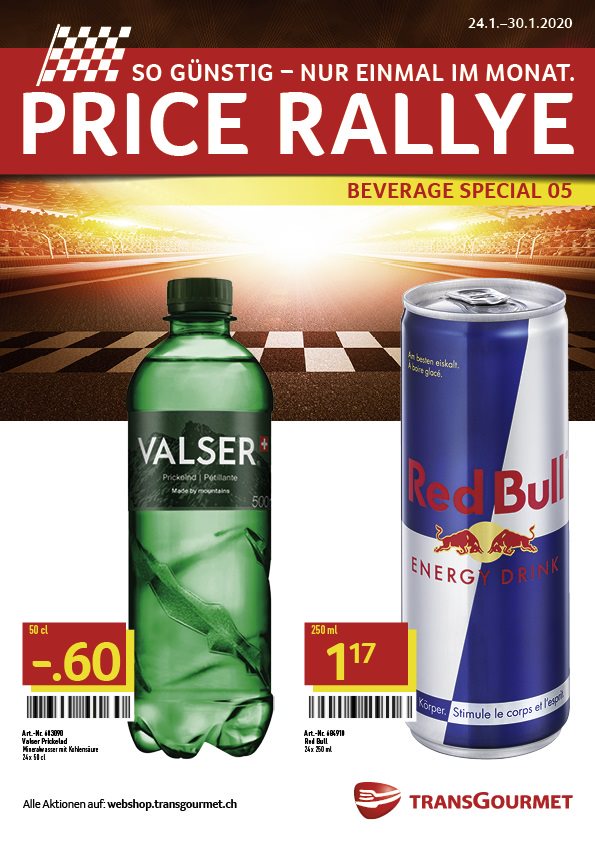 24.1.–30.1.2020
SO GÜNSTIG – NUR EINMAL IM MONAT.
PRICE RALLYE
BEVERAGE SPECIAL 05
Am besten eiskalt.
À boire glacé.
VALSER
Prickelnd | Pétillante
Made by mountains
500
Red Bull
ENERGY DRINK
50 cl
-.60
Art.-Nr. 603090
Valser Prickelnd
Mineralwasser mit Kohlensäure
24 x 50 cl
250 ml
1 17
Art.-Nr. 604910
Red Bull
24 x 250 ml
Körper. Stimule le corps et l'esprit.
Alle Aktionen auf: webshop.transgourmet.ch
TRANSGOURMET